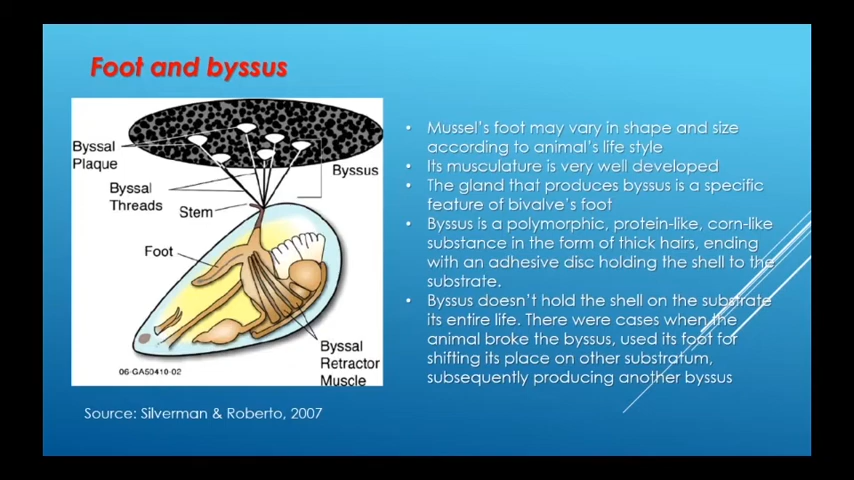 Foot and byssus
Byssal
Plaque
Byssal
Threads
Stem
Byssus
Foot
Byssal
Retractor
Muscle
06-GA50410-02
Source: Silverman & Roberto, 2007
• Mussel's foot may vary in shape and size
according to animal's life style
• Its musculature is very well developed
• The gland that produces byssus is a specific
feature of bivalve's foot
• Byssus is a polymorphic, protein-like, corn-like
substance in the form of thick hairs, ending
with an adhesive disc holding the shell to the
substrate.
• Byssus doesn't hold the shell on the substrate
its entire life. There were cases when the
animal broke the byssus, used its foot for
shifting its place on other substratum,
subsequently producing another byssus